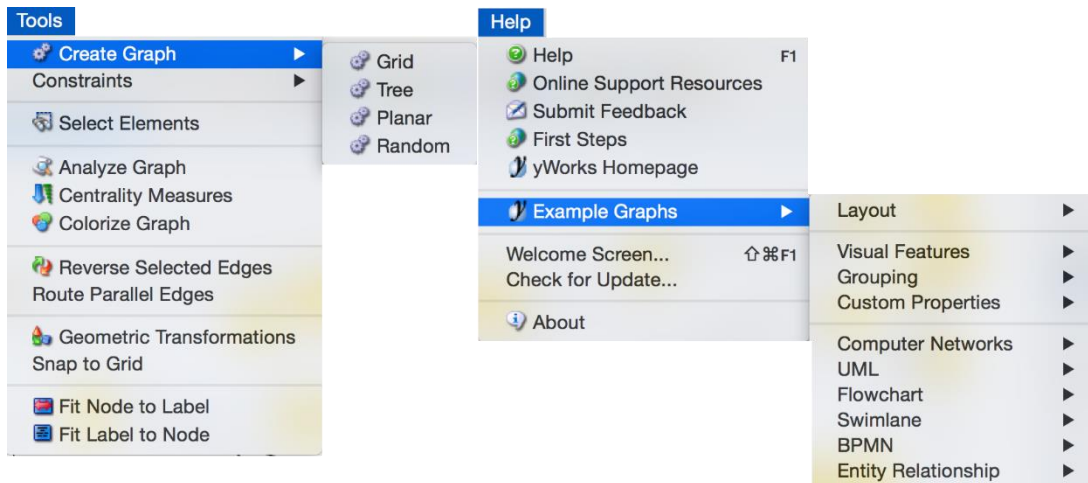 Tools
Create Graph
Constraints
Select Elements
Analyze Graph
Centrality Measures
Colorize Graph
Reverse Selected Edges
Route Parallel Edges
Geometric Transformations
Snap to Grid
Fit Node to Label
Fit Label to Node
Grid
Tree
Planar
Random
Help
Help F1
Online Support Resources
Submit Feedback
First Steps
yWorks Homepage
Example Graphs
Welcome Screen... ⇧⌘F1
Check for Update...
About
Layout
Visual Features
Grouping
Custom Properties
Computer Networks
UML
Flowchart
Swimlane
BPMN
Entity Relationship